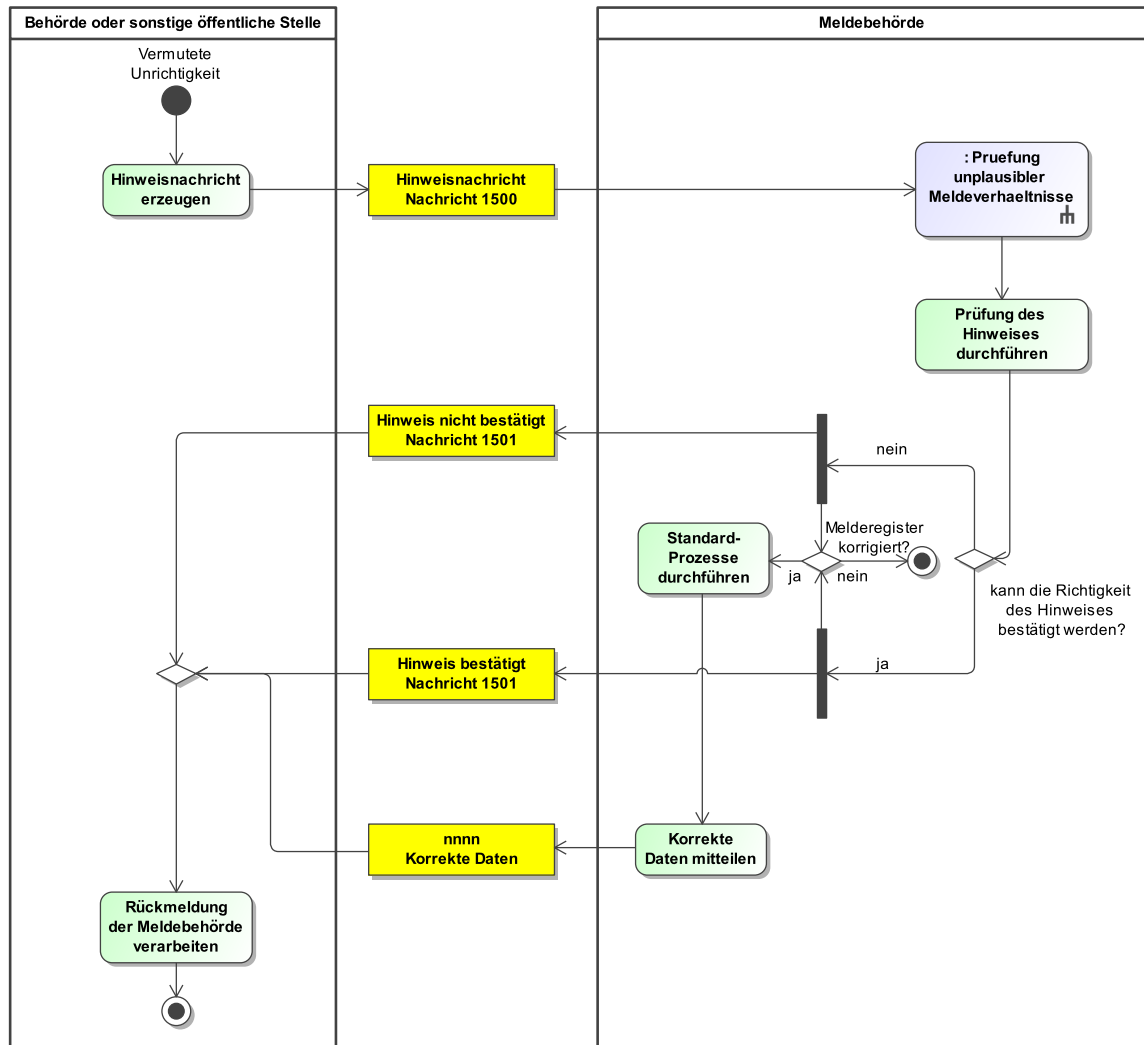 Behörde oder sonstige öffentliche Stelle
Meldebehörde
Vermutete
Unrichtigkeit
Hinweisnachricht
erzeugen
Hinweisnachricht
Nachricht 1500
: Pruefung
unplausibler
Meldeverhaeltnisse
Prüfung des
Hinweises
durchführen
Hinweis nicht bestätigt
Nachricht 1501
nein
Standard-
Prozesse
durchführen
Melderegister
korrigiert?
ja
nein
kann die Richtigkeit
des Hinweises
bestätigt werden?
Hinweis bestätigt
Nachricht 1501
ja
nnnn
Korrekte Daten
Korrekte
Daten mitteilen
Rückmeldung
der Meldebehörde
verarbeiten